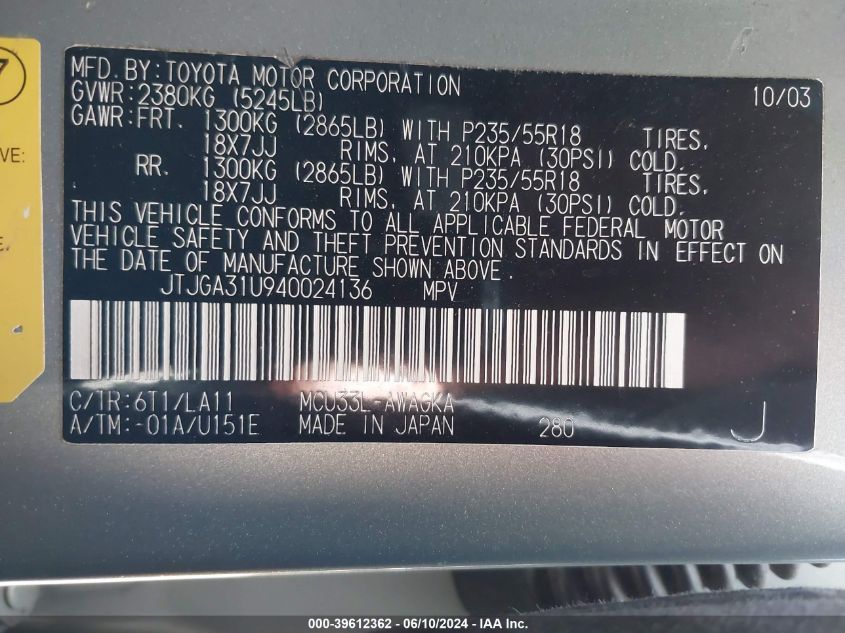 7
VE:
E.
MFD. BY: TOYOTA MOTOR CORPORATION 10/03
GVWR: 2380KG (5245LB)
GAWR: FRT. 1300KG (2865LB) WITH P235/55R18 TIRES,
18X7JJ RIMS, AT 210KPA (30PSI) COLD.
RR. 1300KG (2865LB) WITH P235/55R18 TIRES,
18X7JJ RIMS, AT 210KPA (30PSI) COLD.
THIS VEHICLE CONFORMS TO ALL APPLICABLE FEDERAL MOTOR
VEHICLE SAFETY AND THEFT PREVENTION STANDARDS IN EFFECT ON
THE DATE OF MANUFACTURE SHOWN ABOVE.
JTJGA31U940024136 MPV
C/TR: 6T1/LA11 MCU33L-AWAGKA
A/TM: -01A/U151E MADE IN JAPAN 280 J
000-39612362 - 06/10/2024 - IAA Inc.